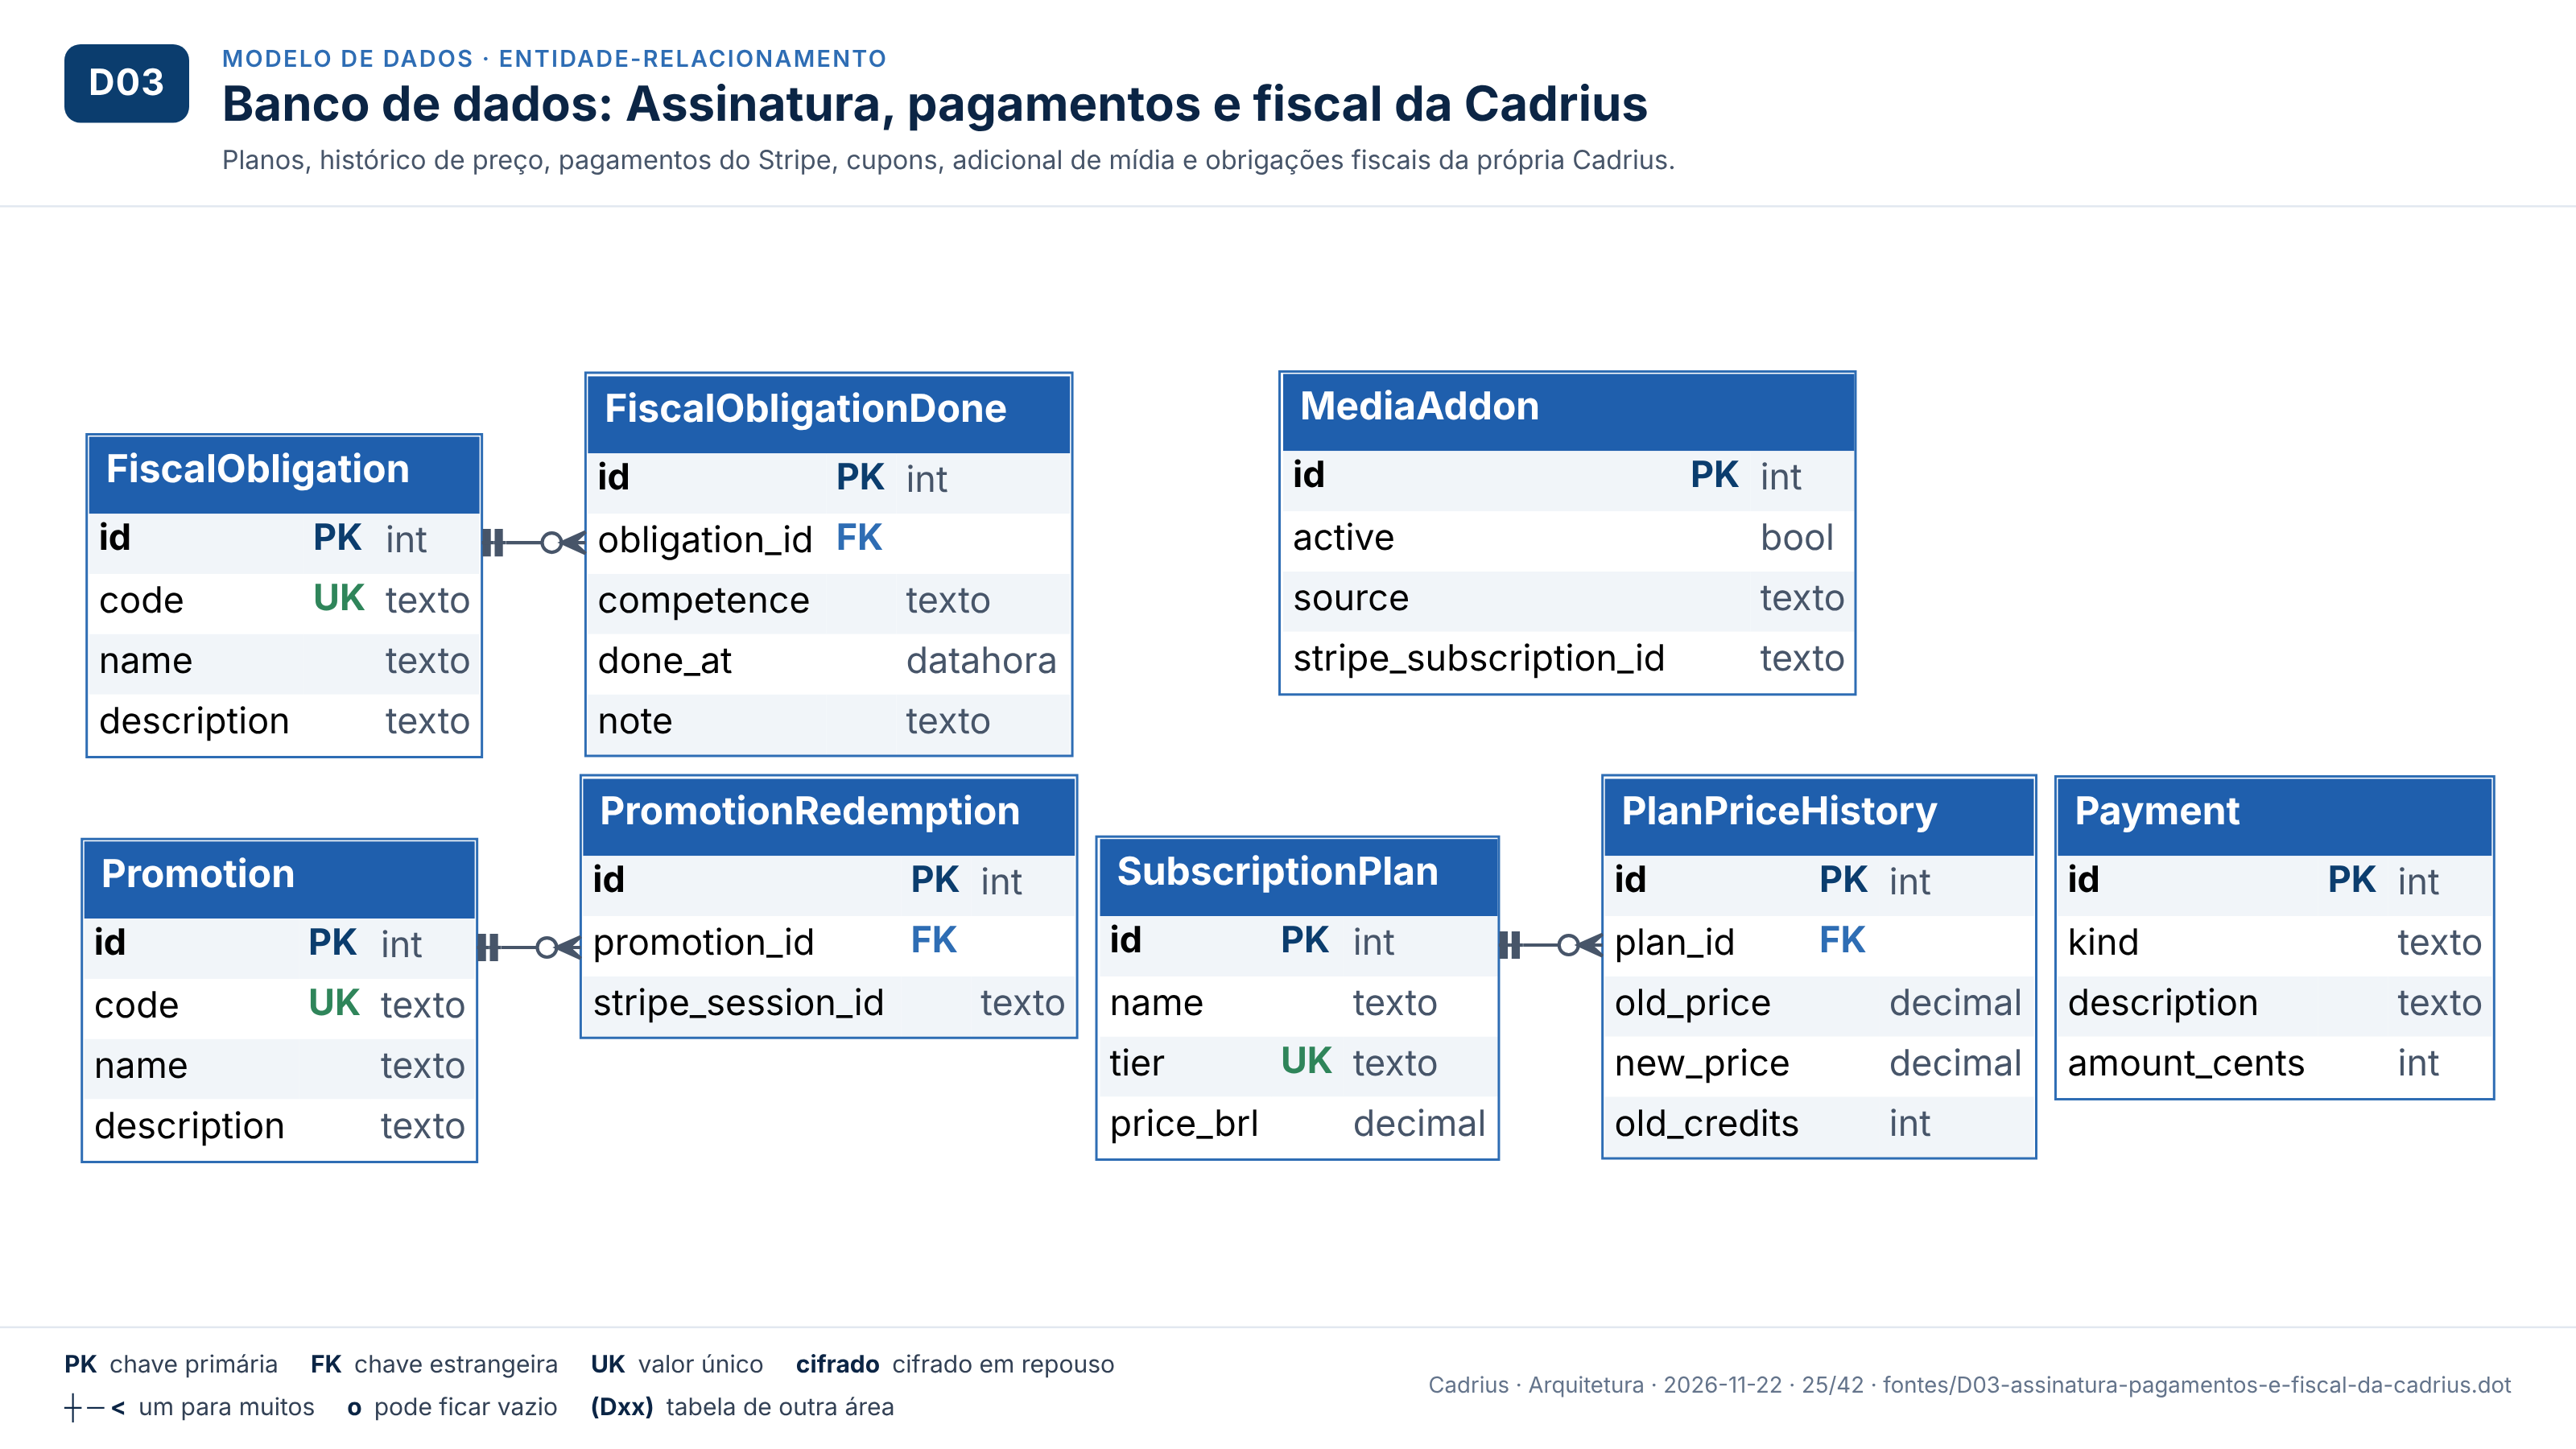 D03
MODELO DE DADOS · ENTIDADE-RELACIONAMENTO
Banco de dados: Assinatura, pagamentos e fiscal da Cadrius
Planos, histórico de preço, pagamentos do Stripe, cupons, adicional de mídia e obrigações fiscais da própria Cadrius.
FiscalObligation
id PK int
code UK texto
name texto
description texto
FiscalObligationDone
id PK int
obligation_id FK
competence texto
done_at datahora
note texto
MediaAddon
id PK int
active bool
source texto
stripe_subscription_id texto
Promotion
id PK int
code UK texto
name texto
description texto
PromotionRedemption
id PK int
promotion_id FK
stripe_session_id texto
SubscriptionPlan
id PK int
name texto
tier UK texto
price_brl decimal
PlanPriceHistory
id PK int
plan_id FK
old_price decimal
new_price decimal
old_credits int
Payment
id PK int
kind texto
description texto
amount_cents int
PK chave primária FK chave estrangeira UK valor único cifrado cifrado em repouso
┼─< um para muitos o pode ficar vazio (Dxx) tabela de outra área
Cadrius · Arquitetura · 2026-11-22 · 25/42 · fontes/D03-assinatura-pagamentos-e-fiscal-da-cadrius.dot